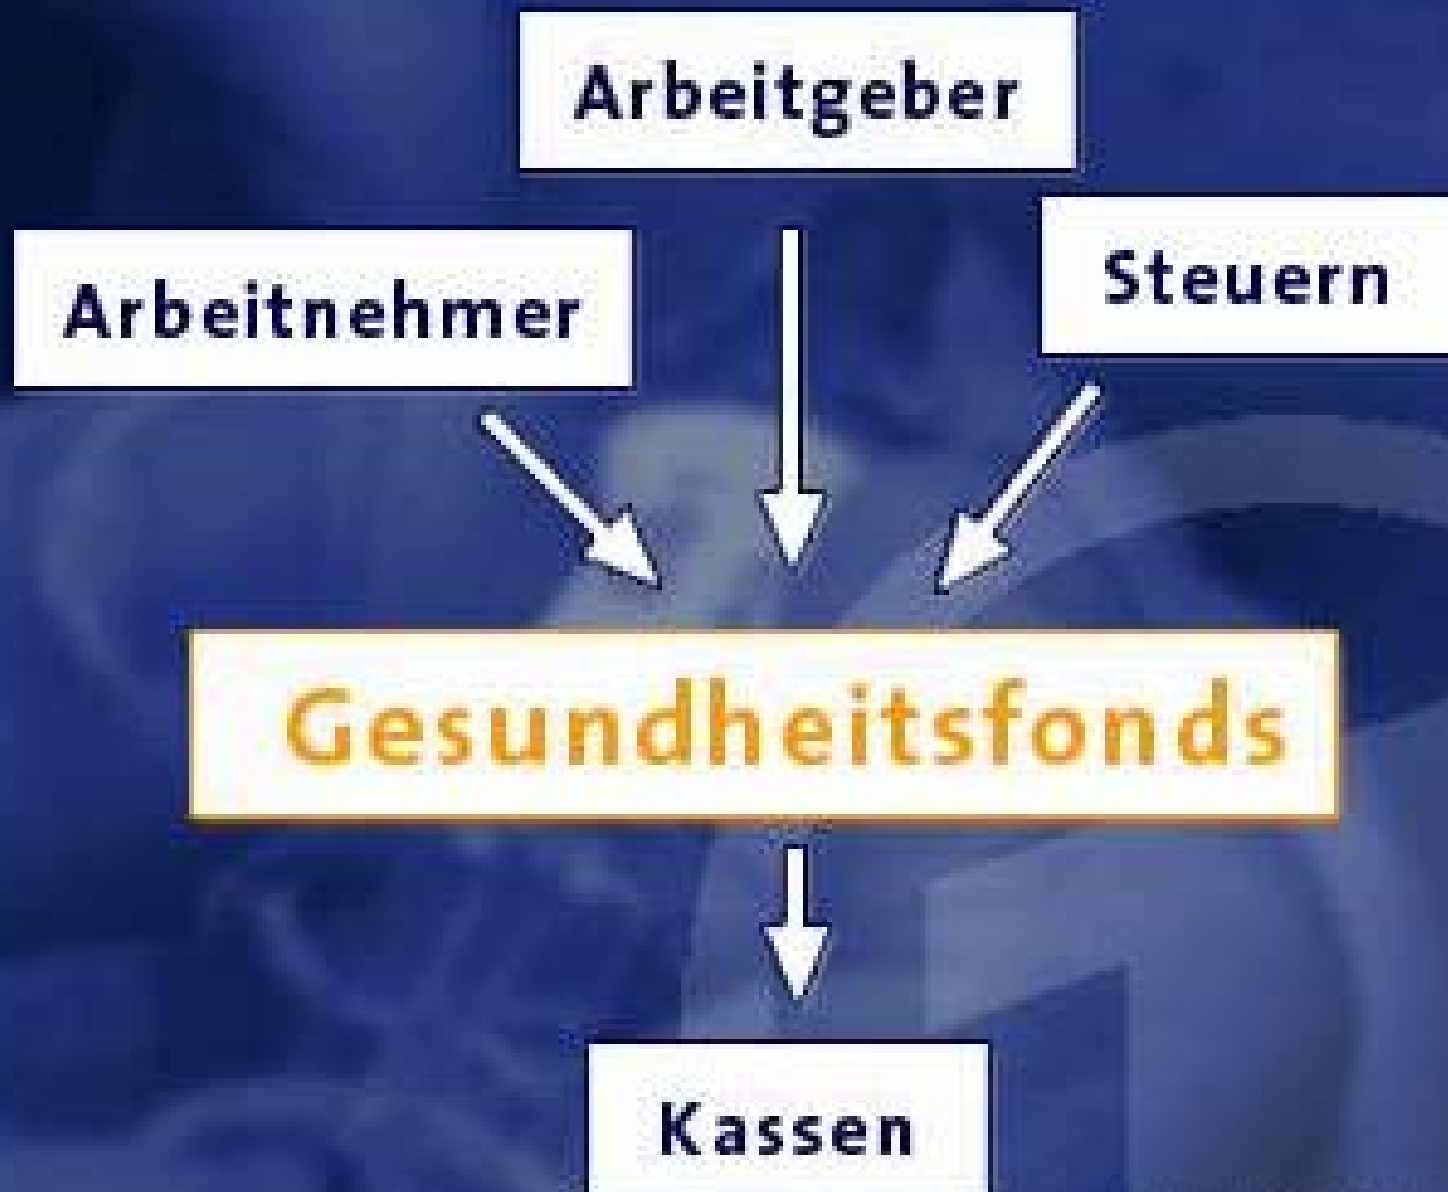 Arbeitgeber
Arbeitnehmer
Steuern
Gesundheitsfonds
Kassen